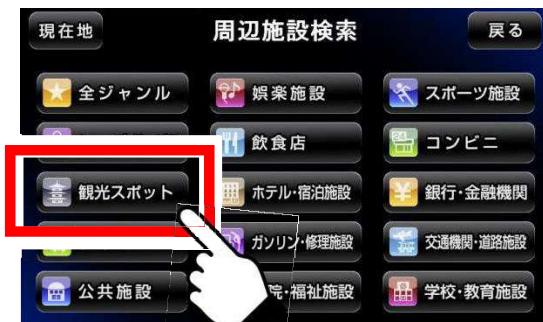 現在地
周辺施設検索
戻る
全ジャンル
娯楽施設
スポーツ施設
飲食店
コンビニ
観光スポット
ホテル・宿泊施設
銀行・金融機関
ガソリン・修理施設
交通機関・道路施設
公共施設
院・福祉施設
学校・教育施設